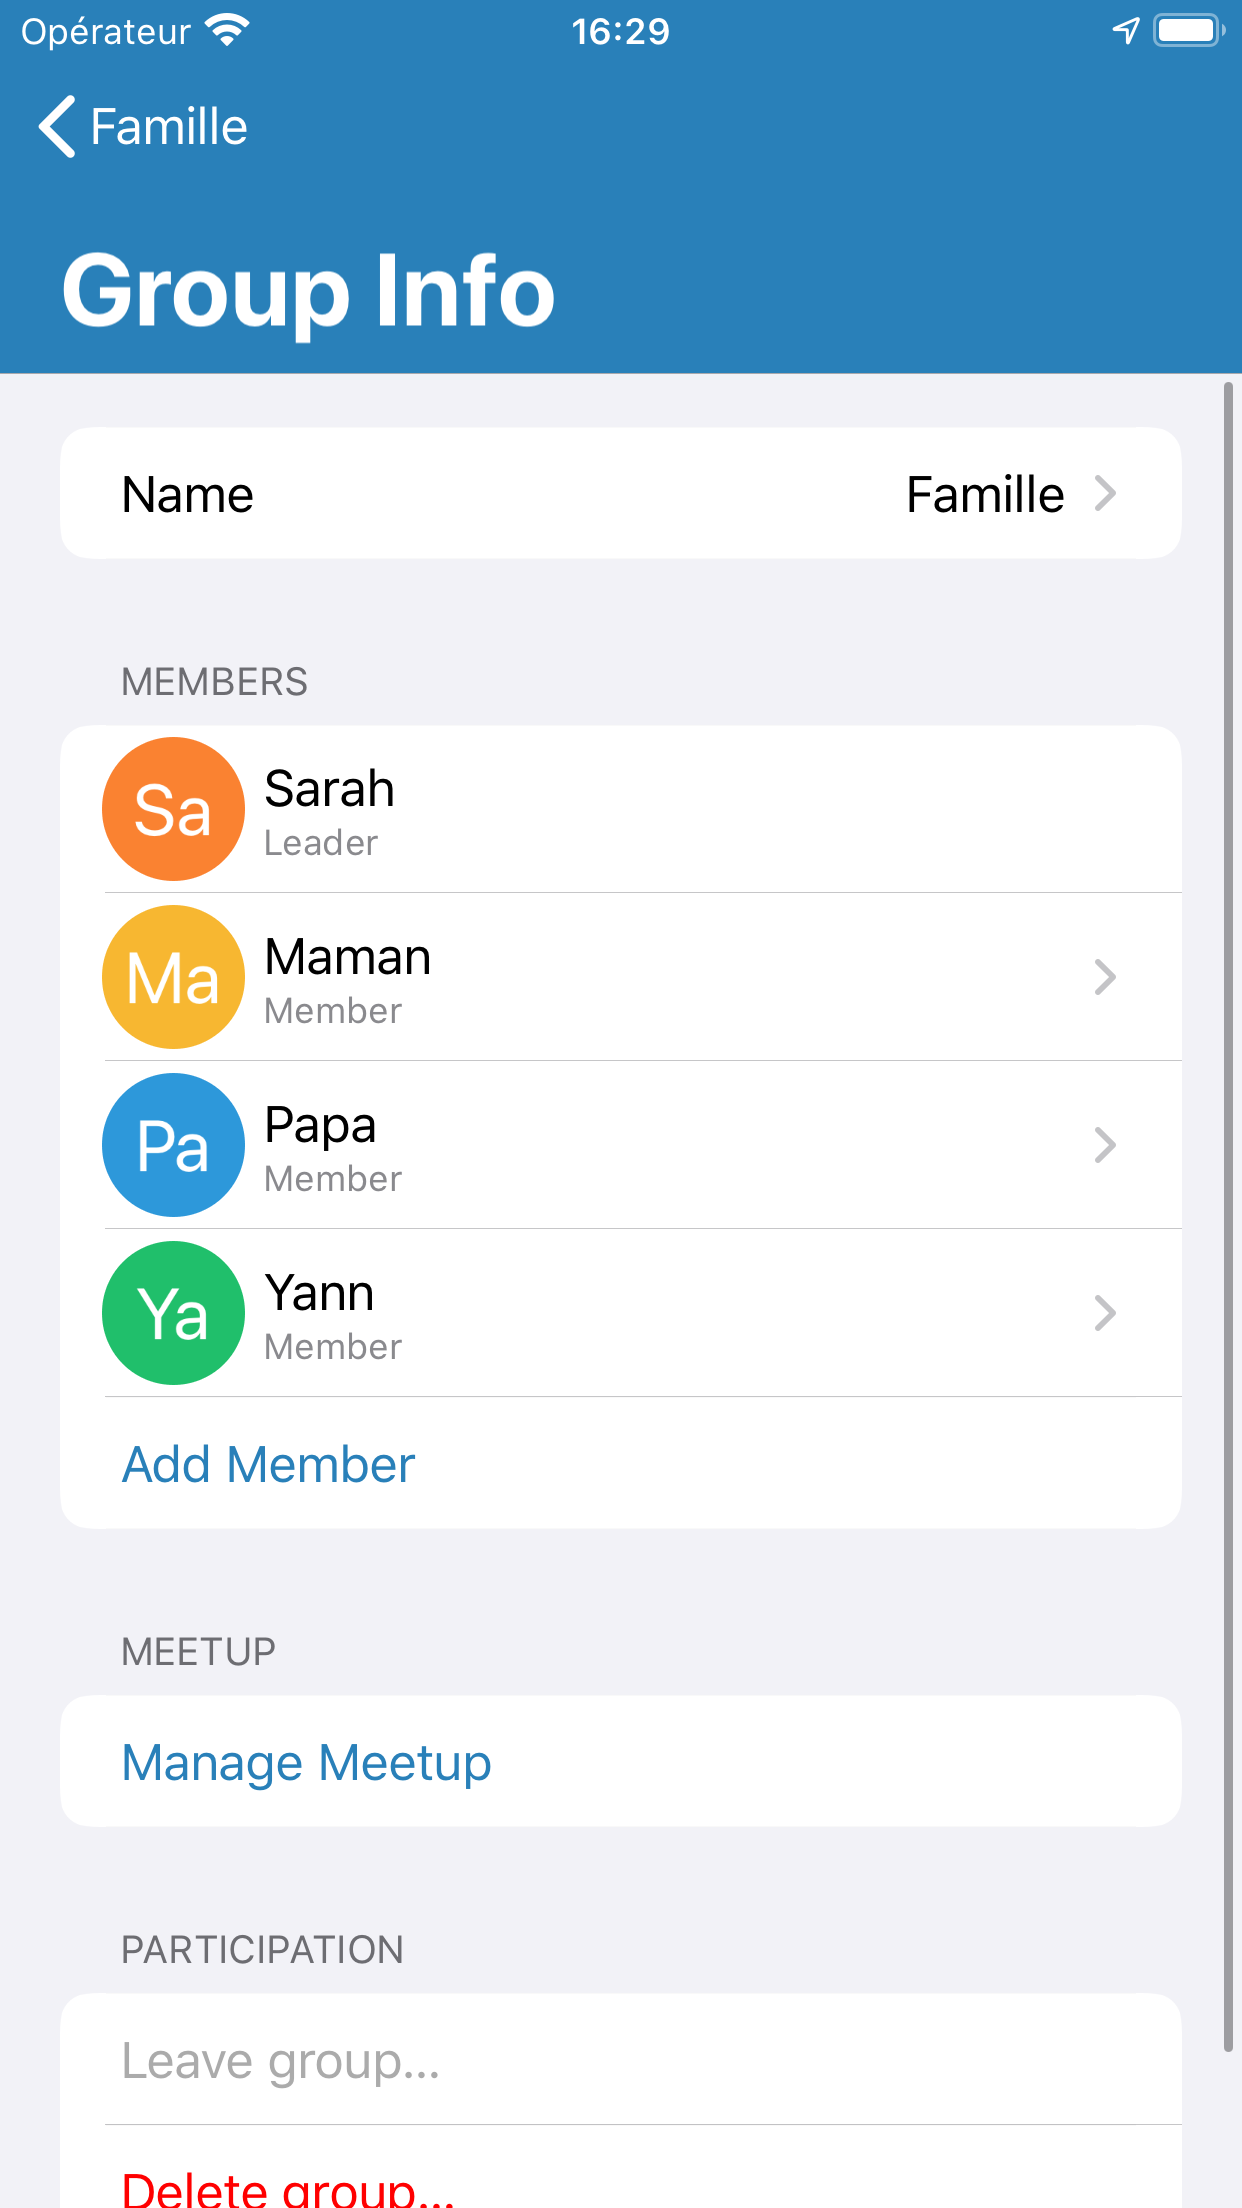 Opérateur 16:29
Famille
Group Info
Name Famille
MEMBERS
Sa Sarah
Leader
Ma Maman
Member
Pa Papa
Member
Ya Yann
Member
Add Member
MEETUP
Manage Meetup
PARTICIPATION
Leave group...
Delete group...